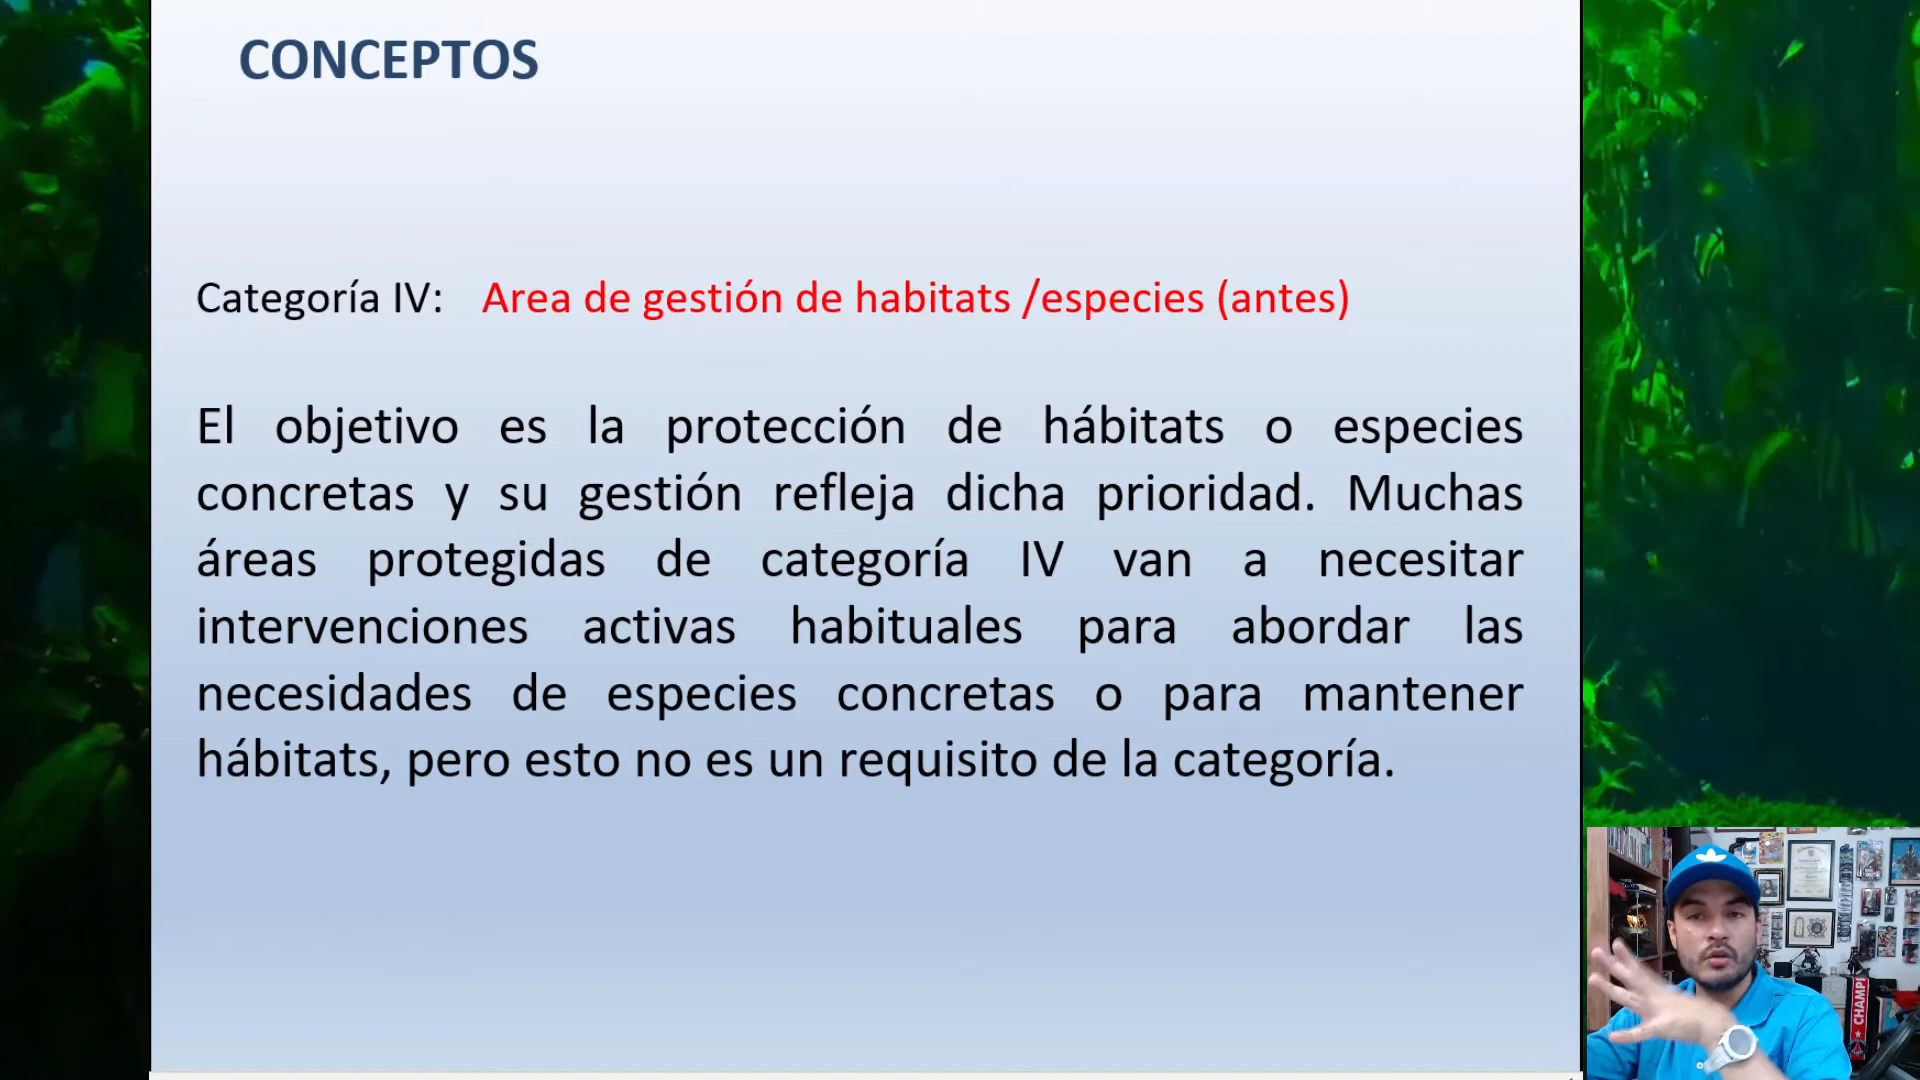 CONCEPTOS
Categoría IV: Area de gestión de habitats /especies (antes)
El objetivo es la protección de hábitats o especies
concretas y su gestión refleja dicha prioridad. Muchas
áreas protegidas de categoría IV van a necesitar
intervenciones activas habituales para abordar las
necesidades de especies concretas o para mantener
hábitats, pero esto no es un requisito de la categoría.
CHAMPI